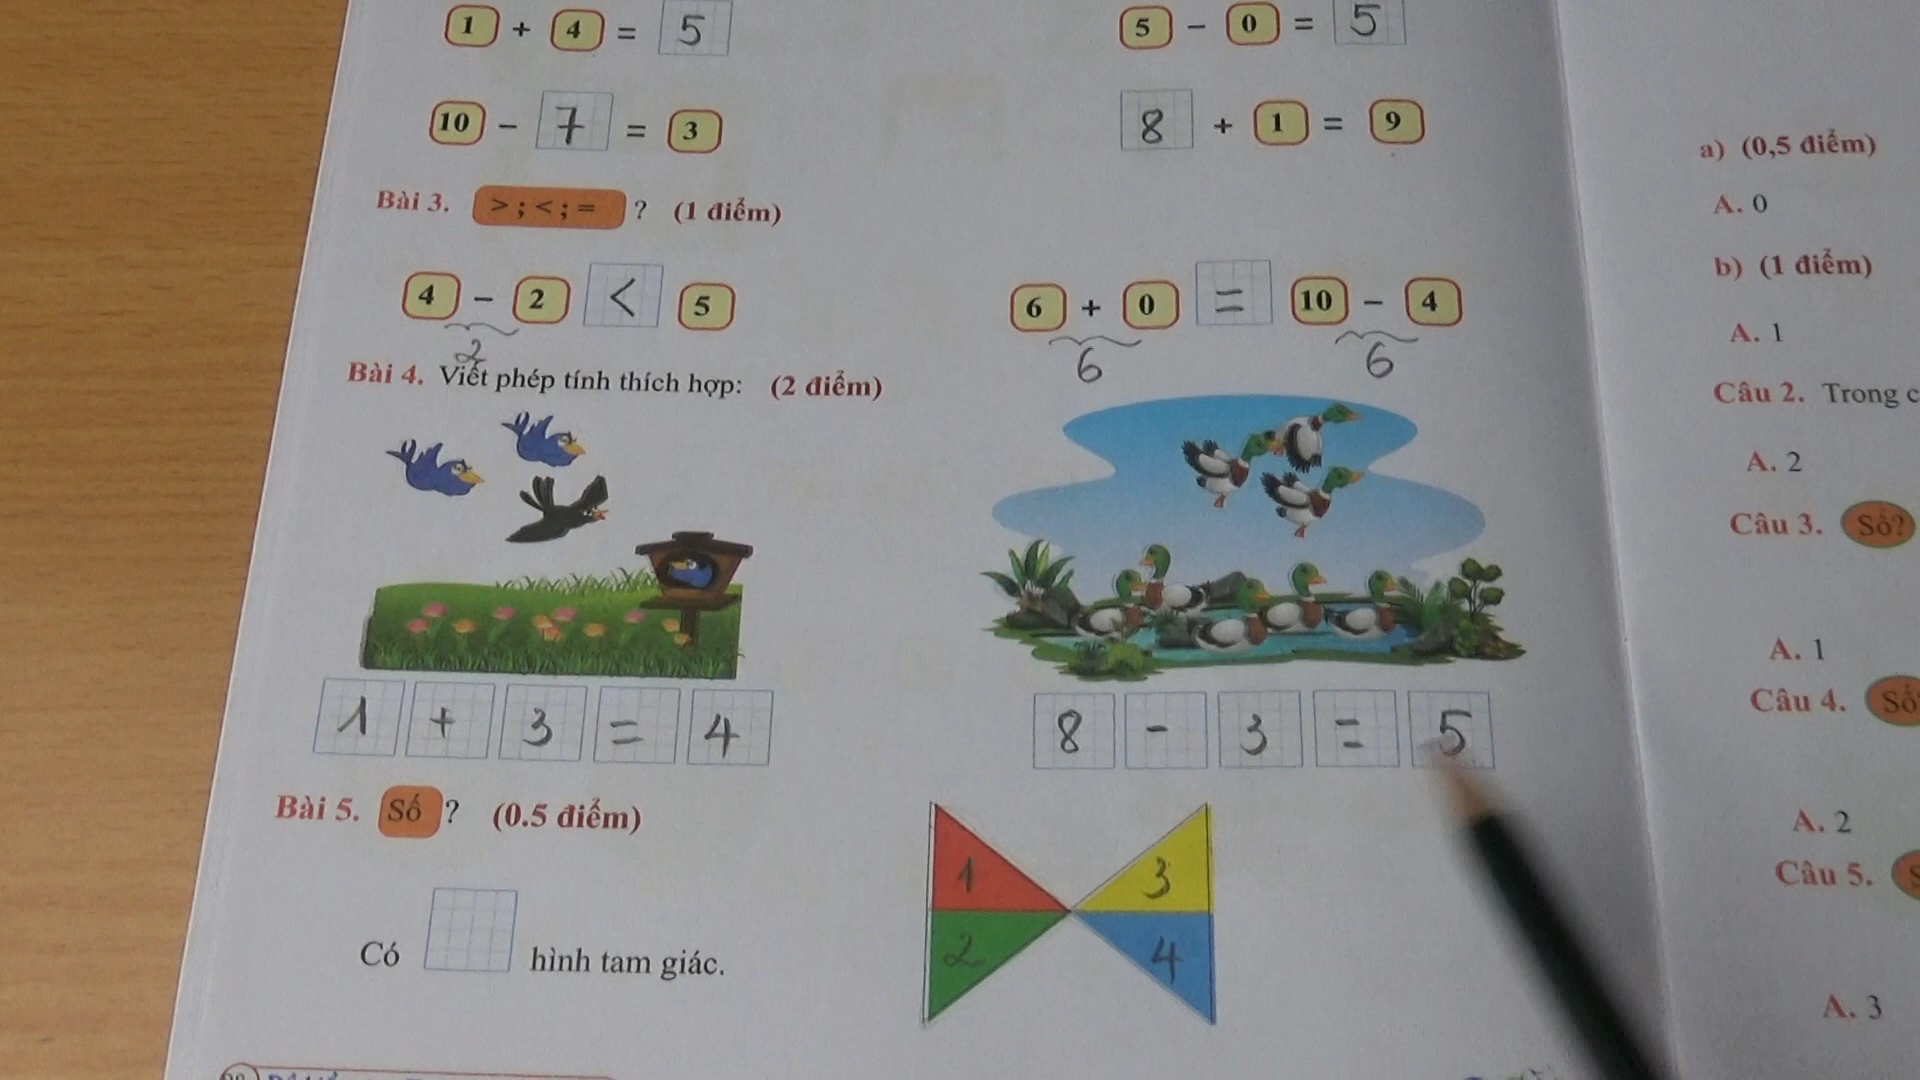 1 + 4 = 5
5 - 0 = 5
10 - 7 = 3
8 + 1 = 9
Bài 3. > ; < ; = ? (1 điểm)
4 - 2 < 5
2
6 + 0 = 10 - 4
6 6
Bài 4. Viết phép tính thích hợp: (2 điểm)
1 + 3 = 4
8 - 3 = 5
Bài 5. Số ? (0.5 điểm)
1 3
2 4
Có hình tam giác.
a) (0,5 điểm)
A. 0
b) (1 điểm)
A. 1
Câu 2. Trong
A. 2
Câu 3. Số?
A. 1
Câu 4. Số
A. 2
Câu 5.
A. 3